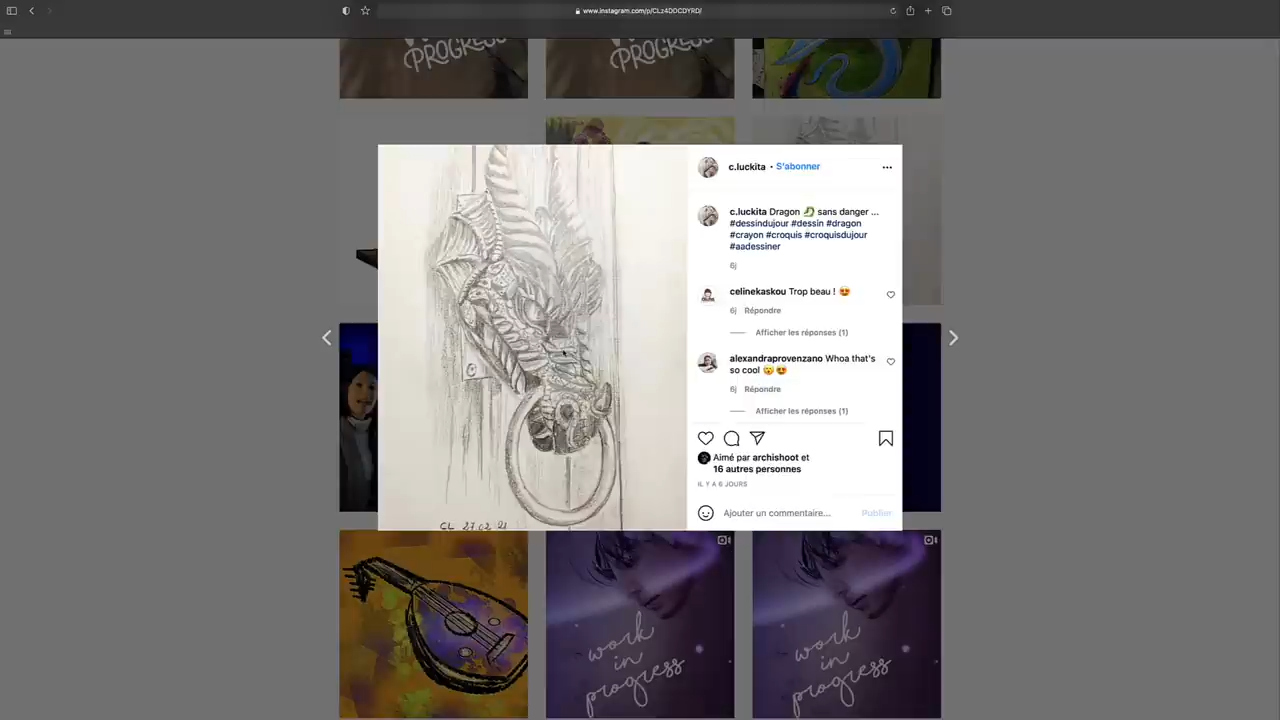 www.instagram.com/p/CLz4DDCDYRD/
PROGRESS
PROGRESS
c.luckita • S'abonner
c.luckita Dragon 🐉 sans danger ...
#dessindujour #dessin #dragon
#crayon #croquis #croquisdujour
#aadessiner
6j
celinekaskou Trop beau ! 😍
6j Répondre
Afficher les réponses (1)
alexandraprovenzano Whoa that's
so cool 😲😍
6j Répondre
Afficher les réponses (1)
Aimé par archishoot et
16 autres personnes
IL Y A 6 JOURS
Ajouter un commentaire... Publier
CL 27.02 21
work
in
progress
work
in
progress